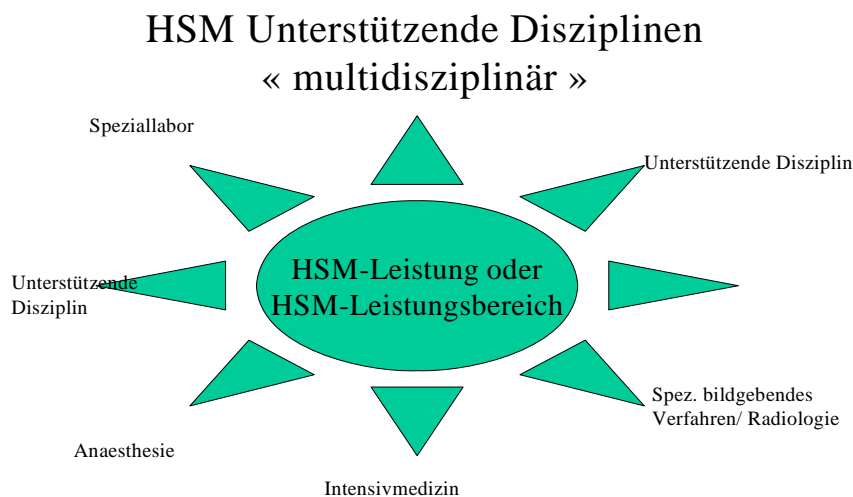 HSM Unterstützende Disziplinen
« multidisziplinär »
Speziallabor
Unterstützende Disziplin
HSM-Leistung oder
HSM-Leistungsbereich
Unterstützende
Disziplin
Spez. bildgebendes
Verfahren/ Radiologie
Anaesthesie
Intensivmedizin